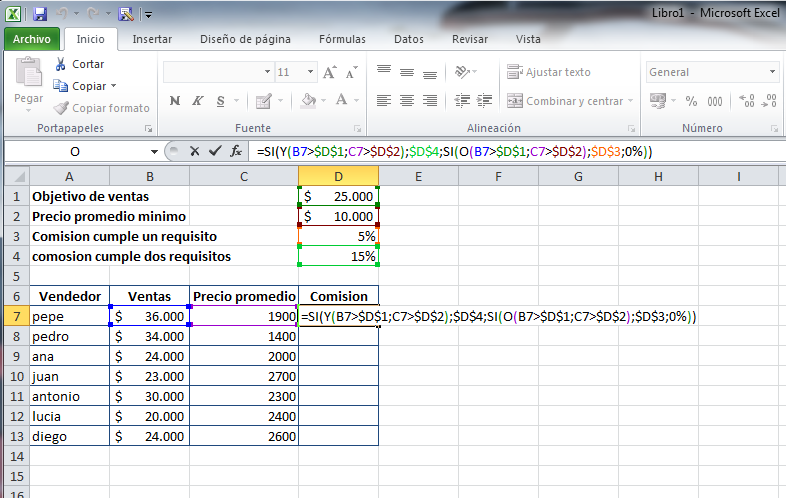 Libro1 - Microsoft Excel
Archivo Inicio Insertar Diseño de página Fórmulas Datos Revisar Vista
Pegar Cortar
Copiar
Copiar formato
11 A A
N K S A
Ajustar texto
Combinar y centrar
General
% 000
Portapapeles Fuente Alineación Número
O fx =SI(Y(B7>$D$1;C7>$D$2);$D$4;SI(O(B7>$D$1;C7>$D$2);$D$3;0%))
A B C D E F G H I
1 Objetivo de ventas $ 25.000
2 Precio promedio minimo $ 10.000
3 Comision cumple un requisito 5%
4 comosion cumple dos requisitos 15%
5
6 Vendedor Ventas Precio promedio Comision
7 pepe $ 36.000 1900 =SI(Y(B7>$D$1;C7>$D$2);$D$4;SI(O(B7>$D$1;C7>$D$2);$D$3;0%))
8 pedro $ 34.000 1400
9 ana $ 24.000 2000
10 juan $ 23.000 2700
11 antonio $ 30.000 2300
12 lucia $ 20.000 2400
13 diego $ 24.000 2600
14
15
16